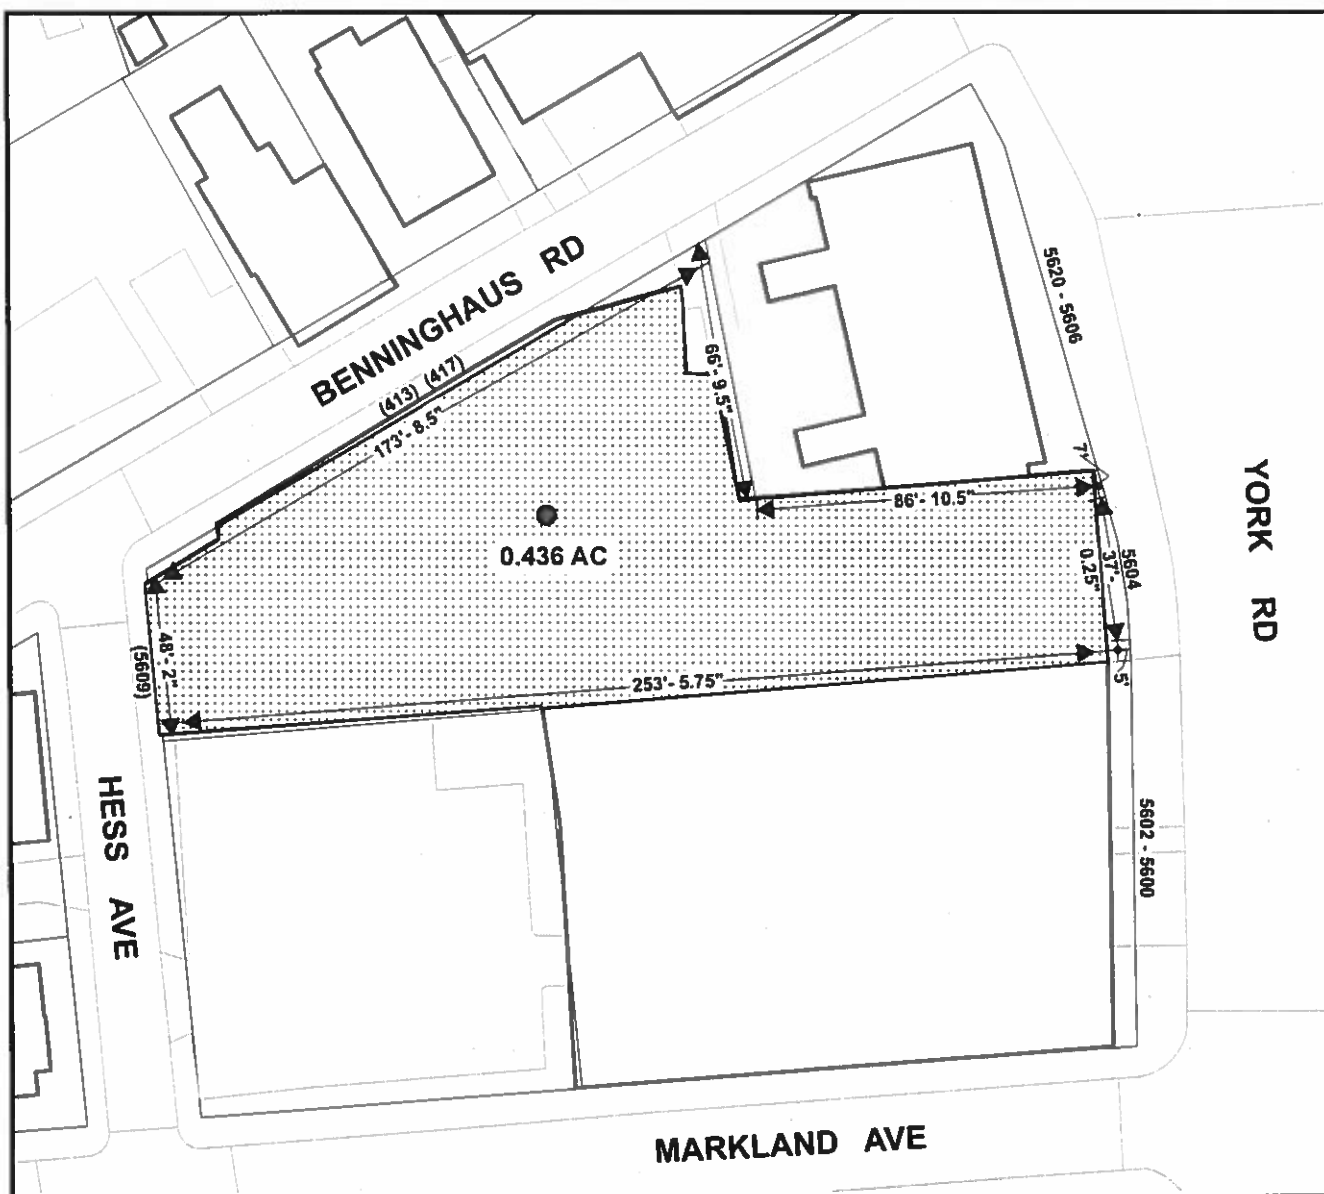 BENNINGHAUS RD
(413) (417)
173'- 8.5"
66'- 9.5"
5620 - 5606
7'
86'- 10.5"
YORK RD
0.436 AC
5604
37'-
0.25"
48'- 2"
(5609)
253'- 5.75"
5'
HESS AVE
5602 - 5600
MARKLAND AVE